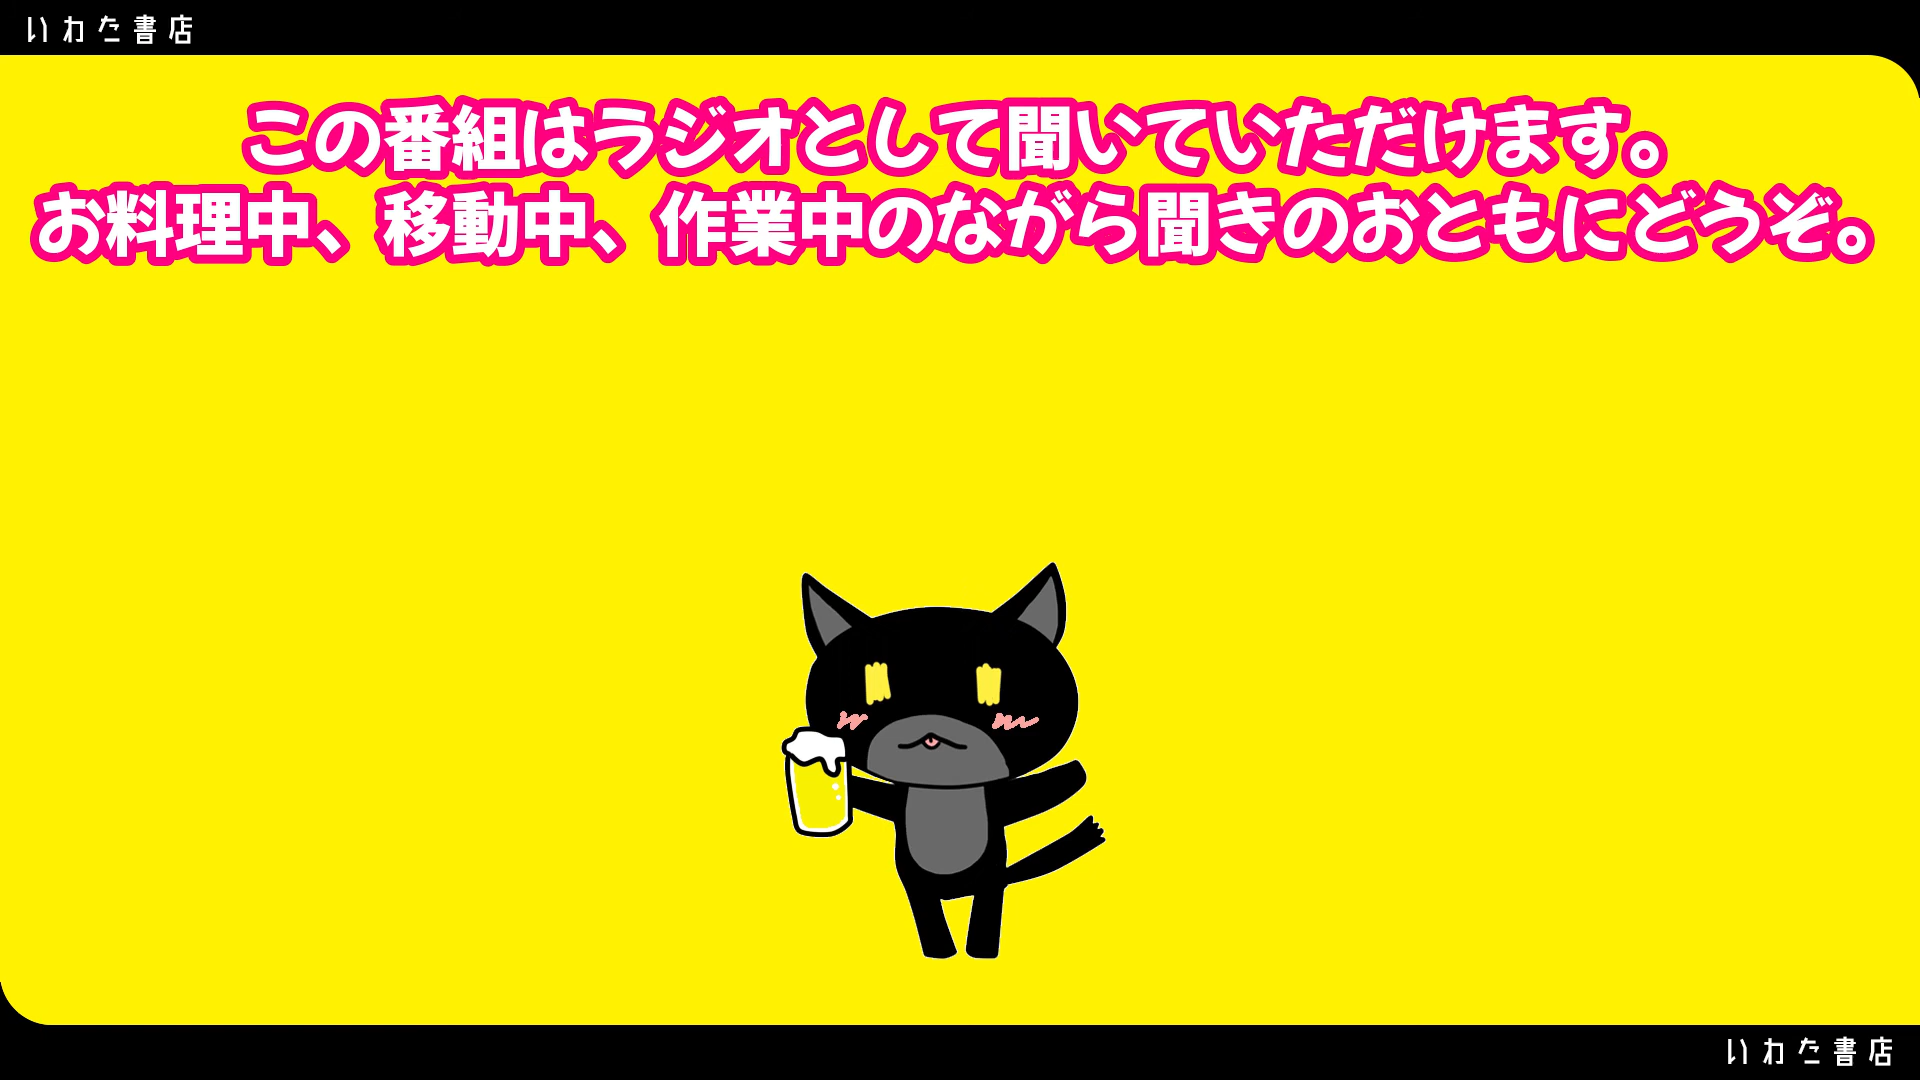 いわた書店
この番組はラジオとして聞いていただけます。
お料理中、移動中、作業中のながら聞きのおともにどうぞ。
いわた書店